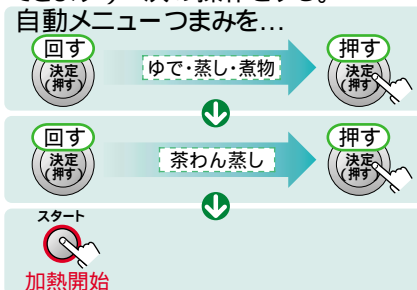 自動メニューつまみを…
回す
決定
(押す)
ゆで・蒸し・煮物
押す
決定
(押す)
回す
決定
(押す)
茶わん蒸し
押す
決定
(押す)
スタート
加熱開始